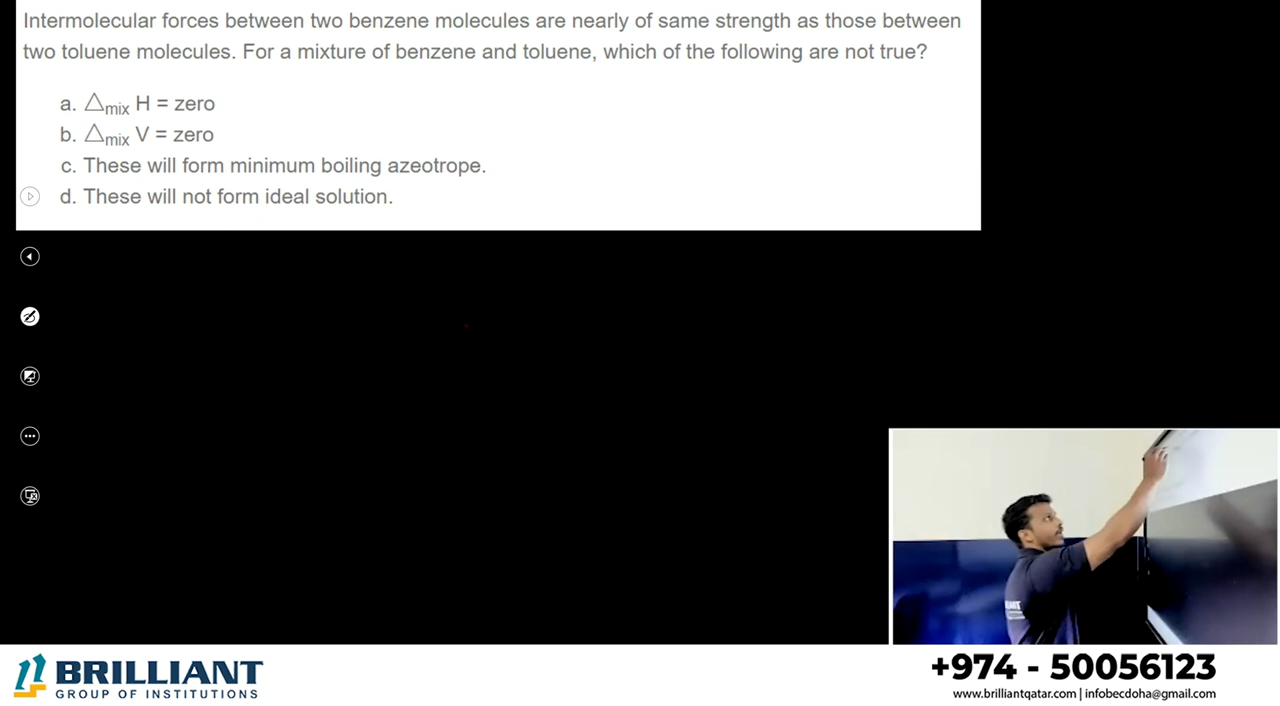 Intermolecular forces between two benzene molecules are nearly of same strength as those between
two toluene molecules. For a mixture of benzene and toluene, which of the following are not true?
a. △mix H = zero
b. △mix V = zero
c. These will form minimum boiling azeotrope.
d. These will not form ideal solution.
BRILLIANT
GROUP OF INSTITUTIONS
+974 - 50056123
www.brilliantqatar.com | infobecdoha@gmail.com